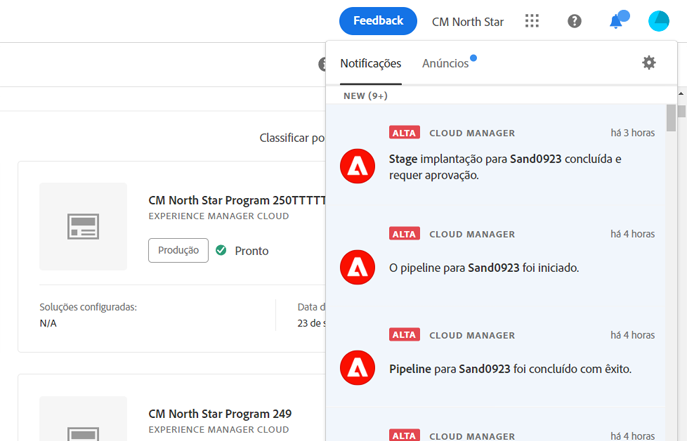 Feedback
CM North Star
Notificações
Anúncios
NEW (9+)
Classificar po
ALTA CLOUD MANAGER há 3 horas
Stage implantação para Sand0923 concluída e
requer aprovação.
CM North Star Program 250TTTTT
EXPERIENCE MANAGER CLOUD
Produção
Pronto
ALTA CLOUD MANAGER há 4 horas
O pipeline para Sand0923 foi iniciado.
Soluções configuradas:
N/A
Data d
23 de s
ALTA CLOUD MANAGER há 4 horas
Pipeline para Sand0923 foi concluído com êxito.
CM North Star Program 249
EXPERIENCE MANAGER CLOUD
ALTA CLOUD MANAGER há 4 horas